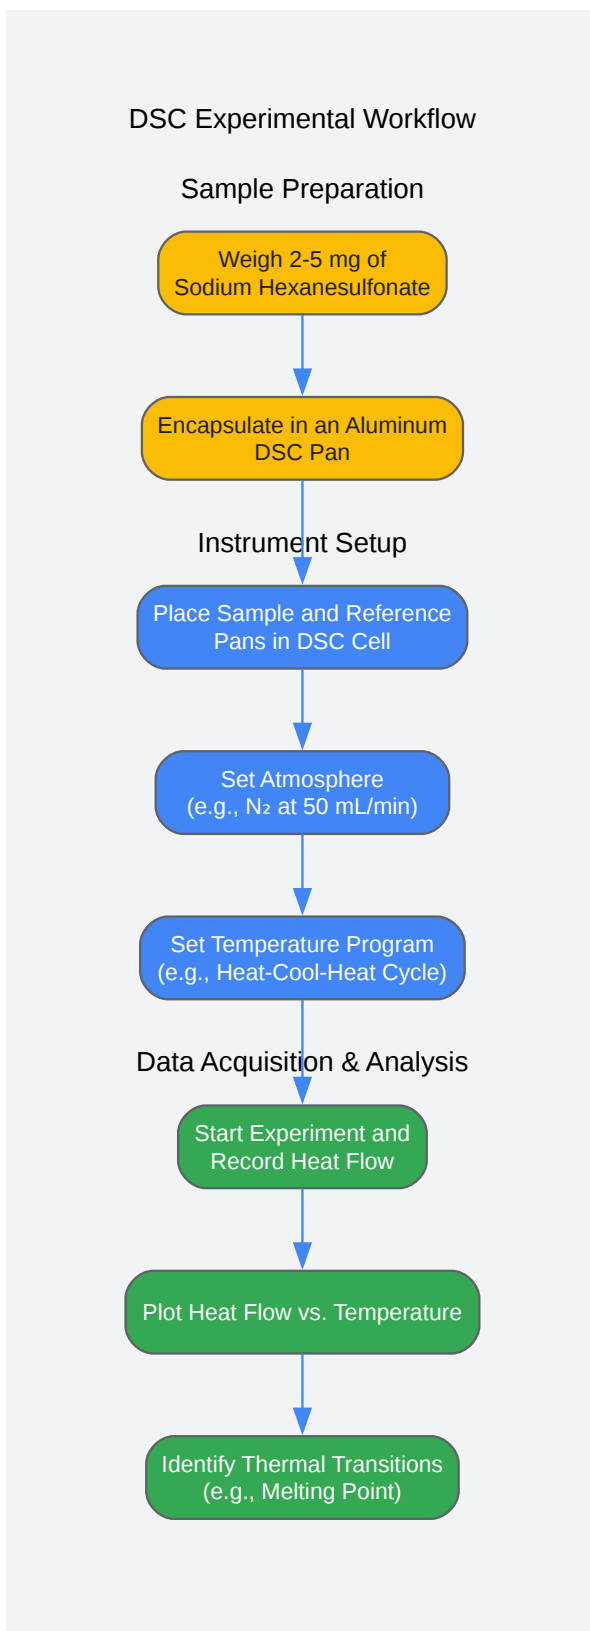 DSC Experimental Workflow
Sample Preparation
Weigh 2-5 mg of
Sodium Hexanesulfonate
Encapsulate in an Aluminum
DSC Pan
Instrument Setup
Place Sample and Reference
Pans in DSC Cell
Set Atmosphere
(e.g., N₂ at 50 mL/min)
Set Temperature Program
(e.g., Heat-Cool-Heat Cycle)
Data Acquisition & Analysis
Start Experiment and
Record Heat Flow
Plot Heat Flow vs. Temperature
Identify Thermal Transitions
(e.g., Melting Point)